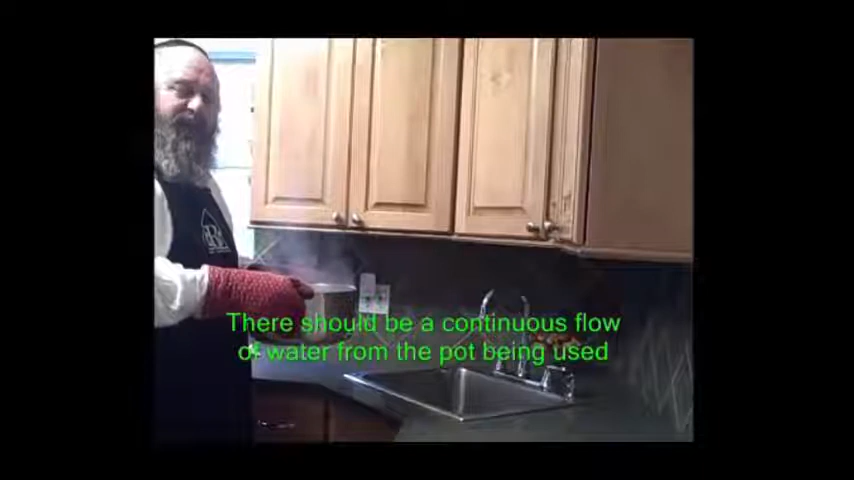 There should be a continuous flow
of water from the pot being used